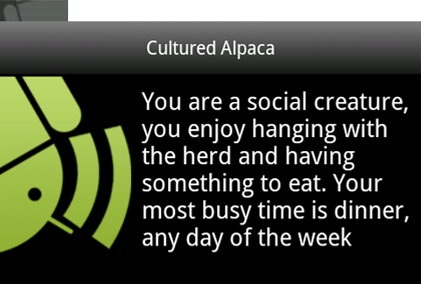 Cultured Alpaca
You are a social creature,
you enjoy hanging with
the herd and having
something to eat. Your
most busy time is dinner,
any day of the week